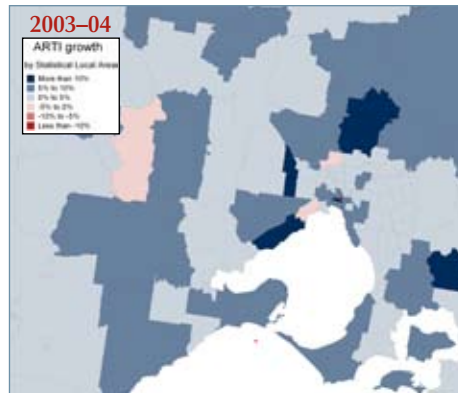 2003–04
ARTI growth
by Statistical Local Areas
More than 10%
5% to 10%
0% to 5%
-5% to 0%
-10% to -5%
Less than -10%